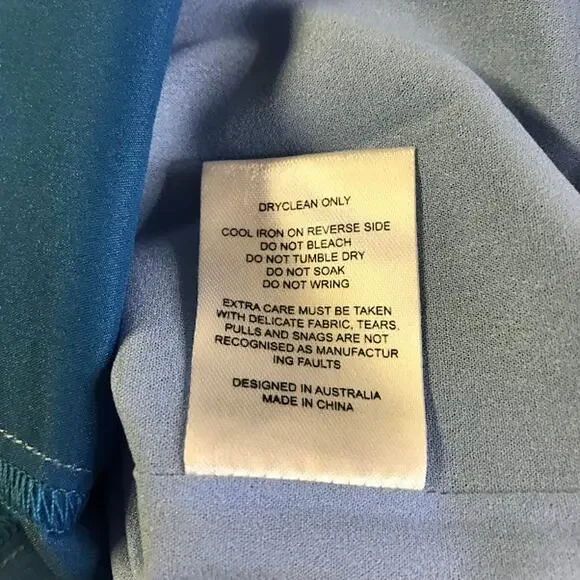 DRYCLEAN ONLY
COOL IRON ON REVERSE SIDE
DO NOT BLEACH
DO NOT TUMBLE DRY
DO NOT SOAK
DO NOT WRING
EXTRA CARE MUST BE TAKEN
WITH DELICATE FABRIC, TEARS.
PULLS AND SNAGS ARE NOT
RECOGNISED AS MANUFACTUR
ING FAULTS
DESIGNED IN AUSTRALIA
MADE IN CHINA